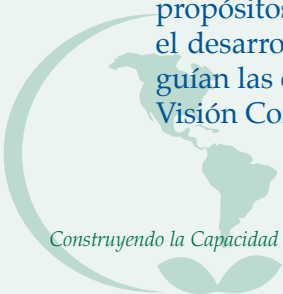 propósitos
el desarro
guían las
Visión Co
Construyendo la Capacidad